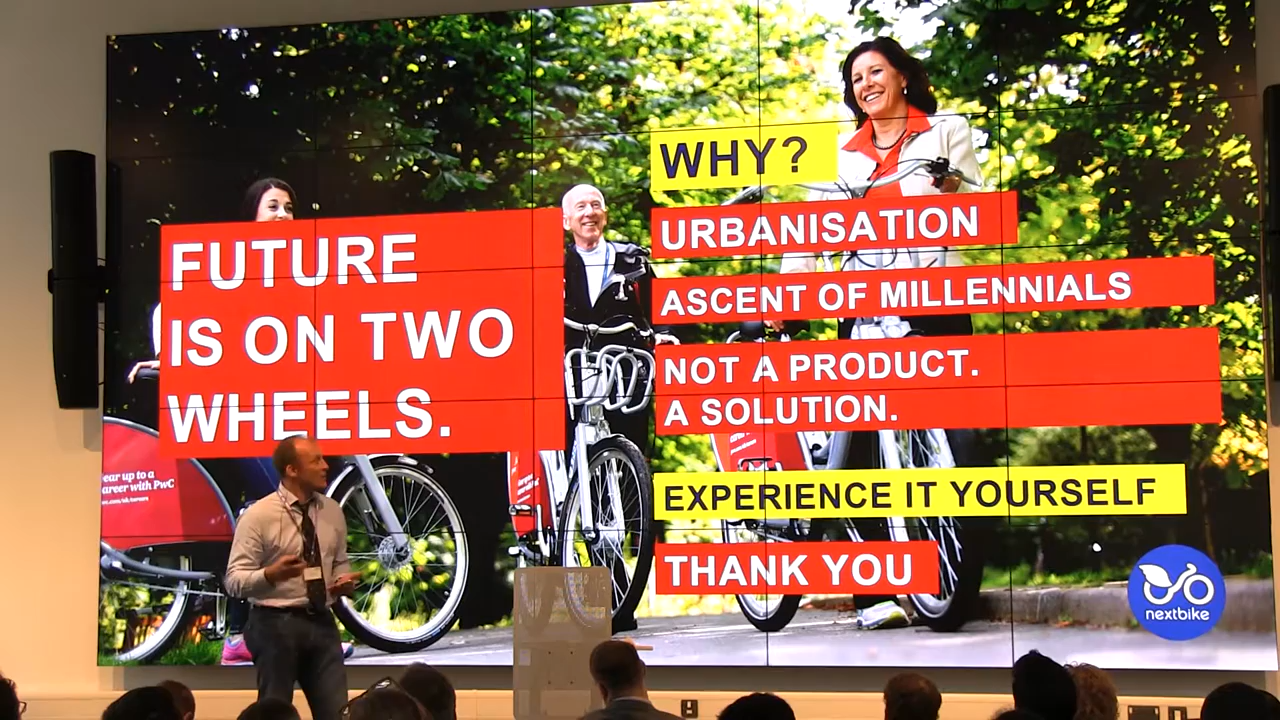 FUTURE
IS ON TWO
WHEELS.
WHY?
URBANISATION
ASCENT OF MILLENNIALS
NOT A PRODUCT.
A SOLUTION.
EXPERIENCE IT YOURSELF
THANK YOU
nextbike
career with PwC